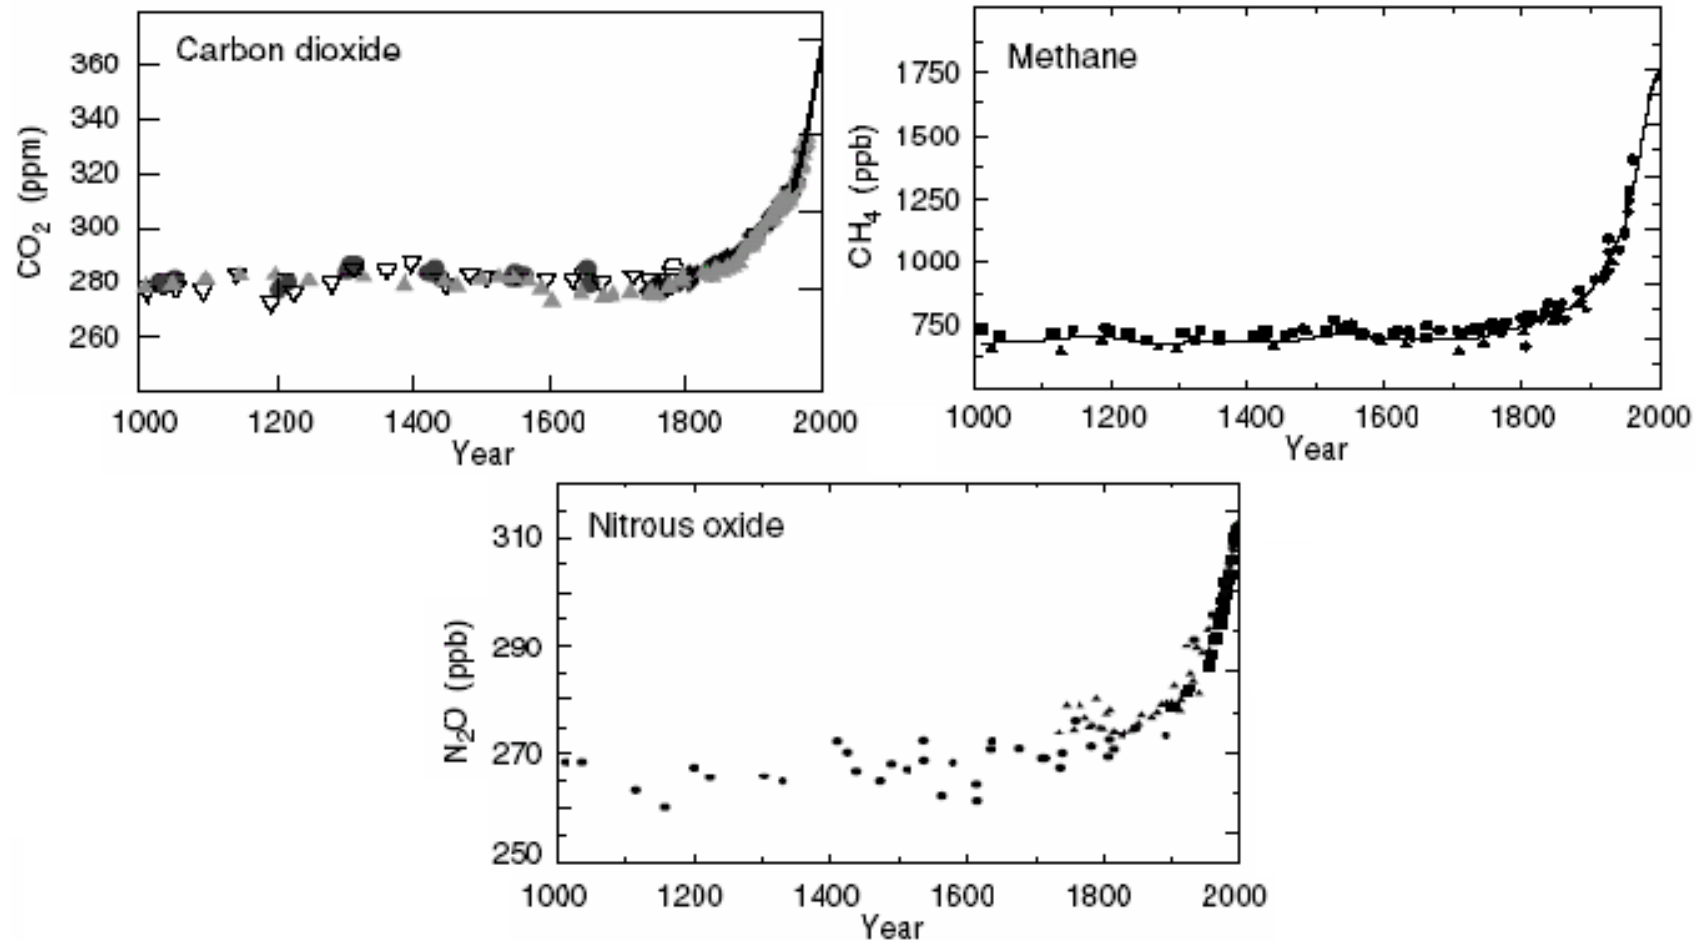 Carbon dioxide
CO2 (ppm)
360
340
320
300
280
260
1000 1200 1400 1600 1800 2000
Year
Methane
CH4 (ppb)
1750
1500
1250
1000
750
1000 1200 1400 1600 1800 2000
Year
Nitrous oxide
N2O (ppb)
310
290
270
250
1000 1200 1400 1600 1800 2000
Year